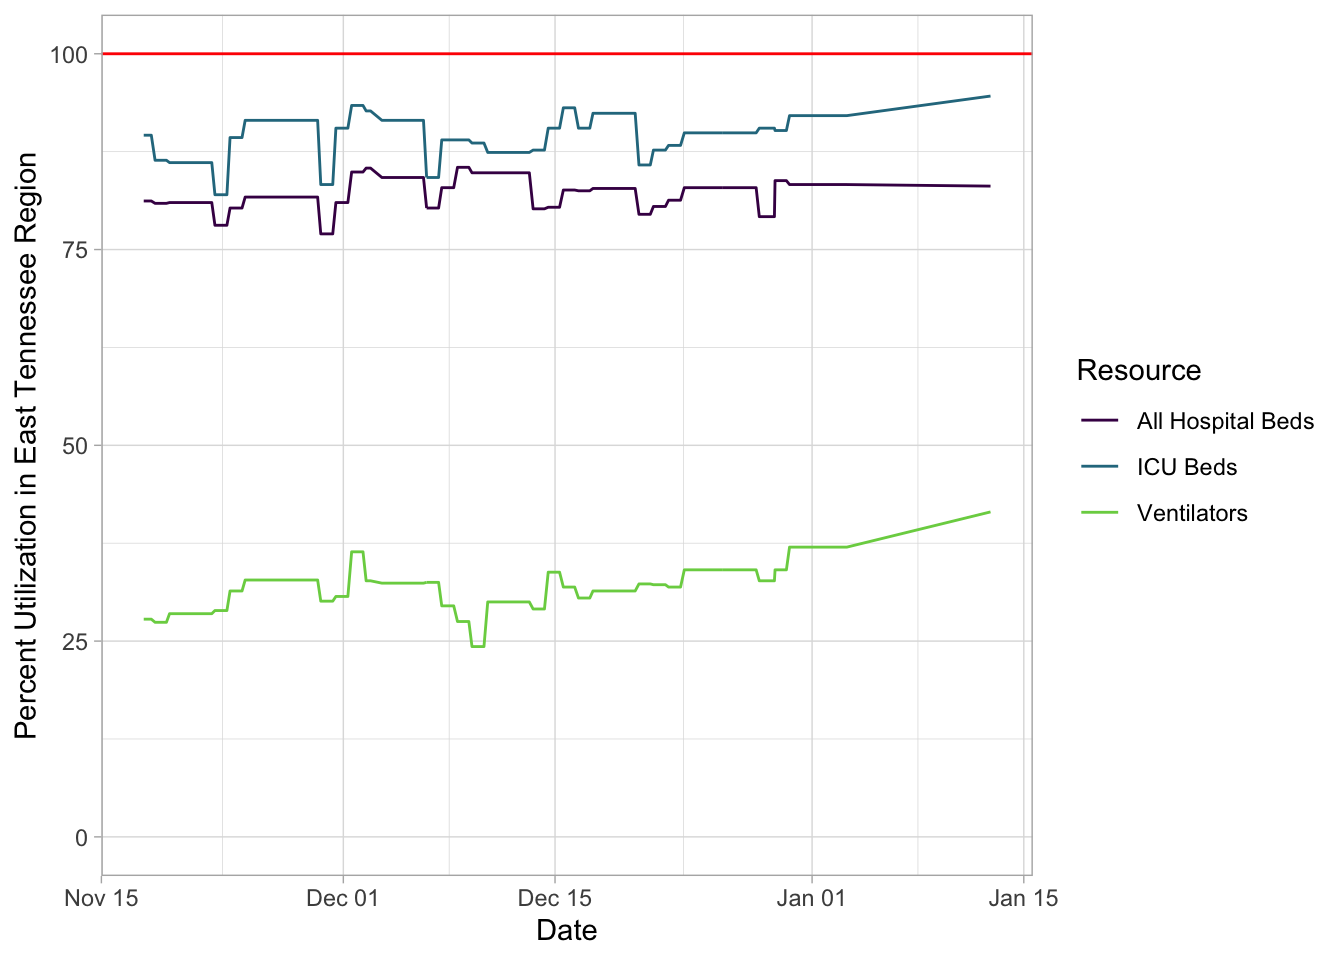 Percent Utilization in East Tennessee Region
100
75
50
25
0
Nov 15
Dec 01
Dec 15
Jan 01
Jan 15
Date
Resource
All Hospital Beds
ICU Beds
Ventilators